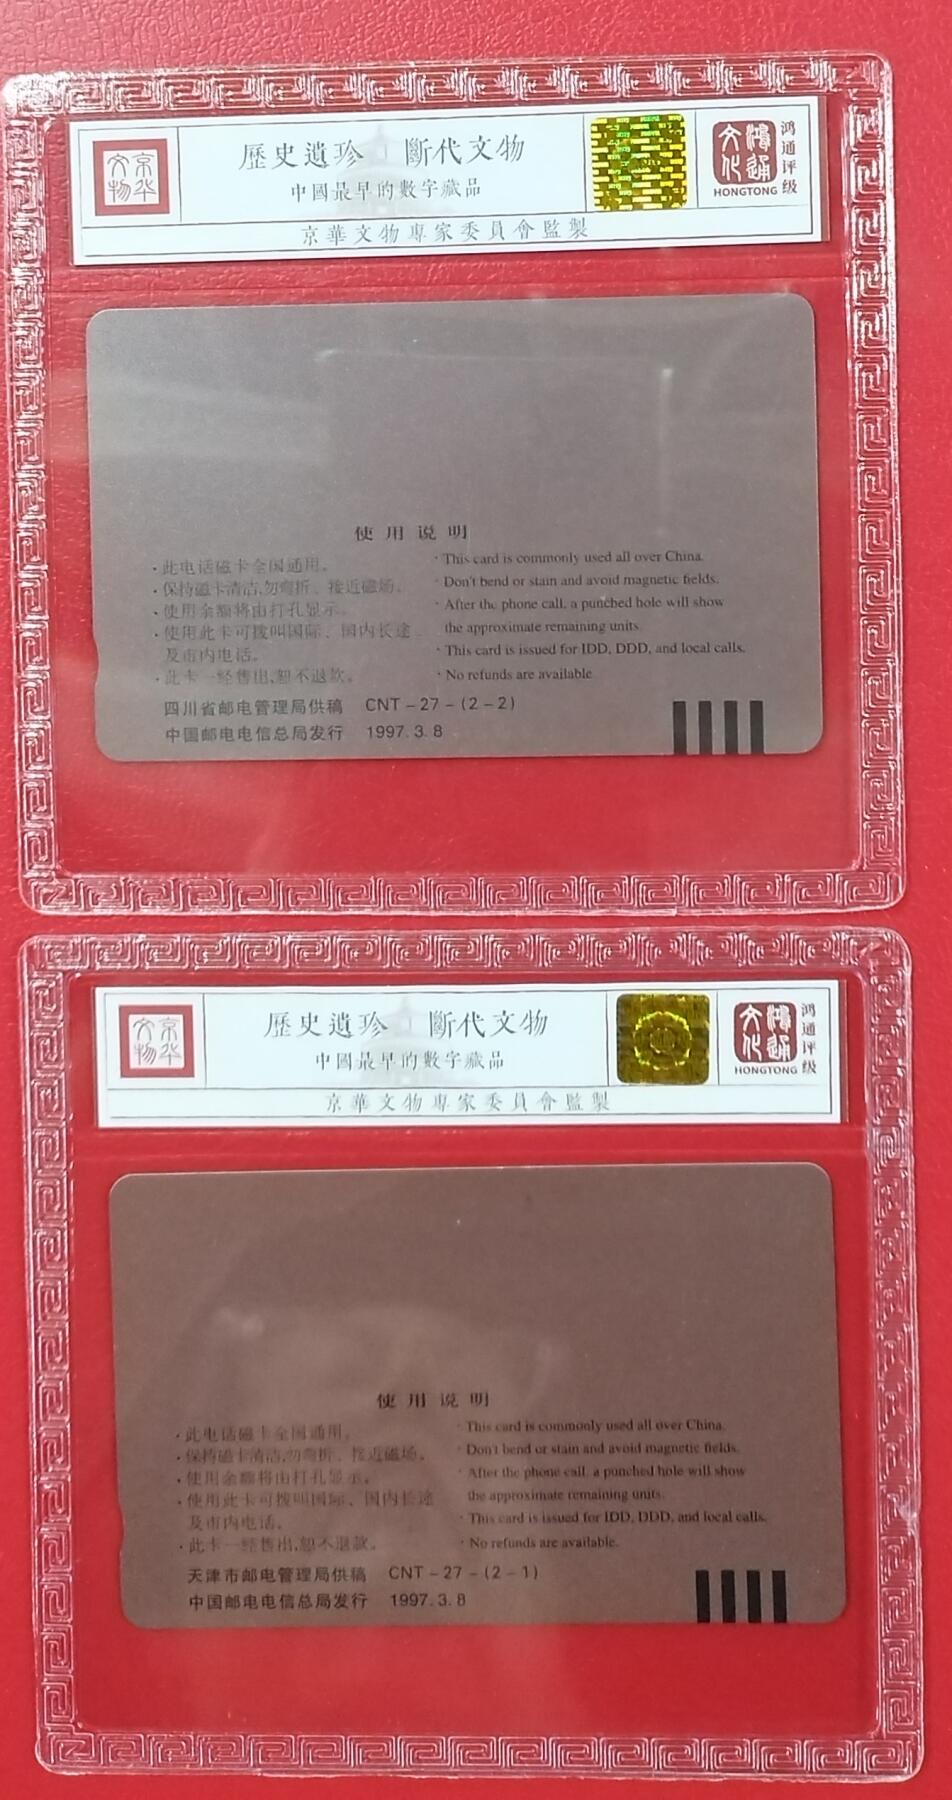 京华文物
歷史遺珍 斷代文物
中國最早的數字藏品
京華文物專家委員會監製
鸿通文化
HONGTONG
鸿通评级
使用说明
·此电话磁卡全国通用。
·保持磁卡清洁,勿弯折、接近磁场。
·使用余额将由打孔显示。
·使用此卡可拨叫国际、国内长途
及市内电话。
·此卡一经售出,恕不退款。
· This card is commonly used all over China.
· Don't bend or stain and avoid magnetic fields.
· After the phone call, a punched hole will show
the approximate remaining units.
· This card is issued for IDD, DDD, and local calls.
· No refunds are available
四川省邮电管理局供稿 CNT-27-(2-2)
中国邮电电信总局发行 1997.3.8
京华文物
歷史遺珍 斷代文物
中國最早的數字藏品
京華文物專家委員會監製
鸿通文化
HONGTONG
鸿通评级
使用说明
·此电话磁卡全国通用。
·保持磁卡清洁,勿弯折、接近磁场。
·使用余额将由打孔显示。
·使用此卡可拨叫国际、国内长途
及市内电话。
·此卡一经售出,恕不退款。
· This card is commonly used all over China.
· Don't bend or stain and avoid magnetic fields.
· After the phone call, a punched hole will show
the approximate remaining units.
· This card is issued for IDD, DDD, and local calls.
· No refunds are available.
天津市邮电管理局供稿 CNT-27-(2-1)
中国邮电电信总局发行 1997.3.8